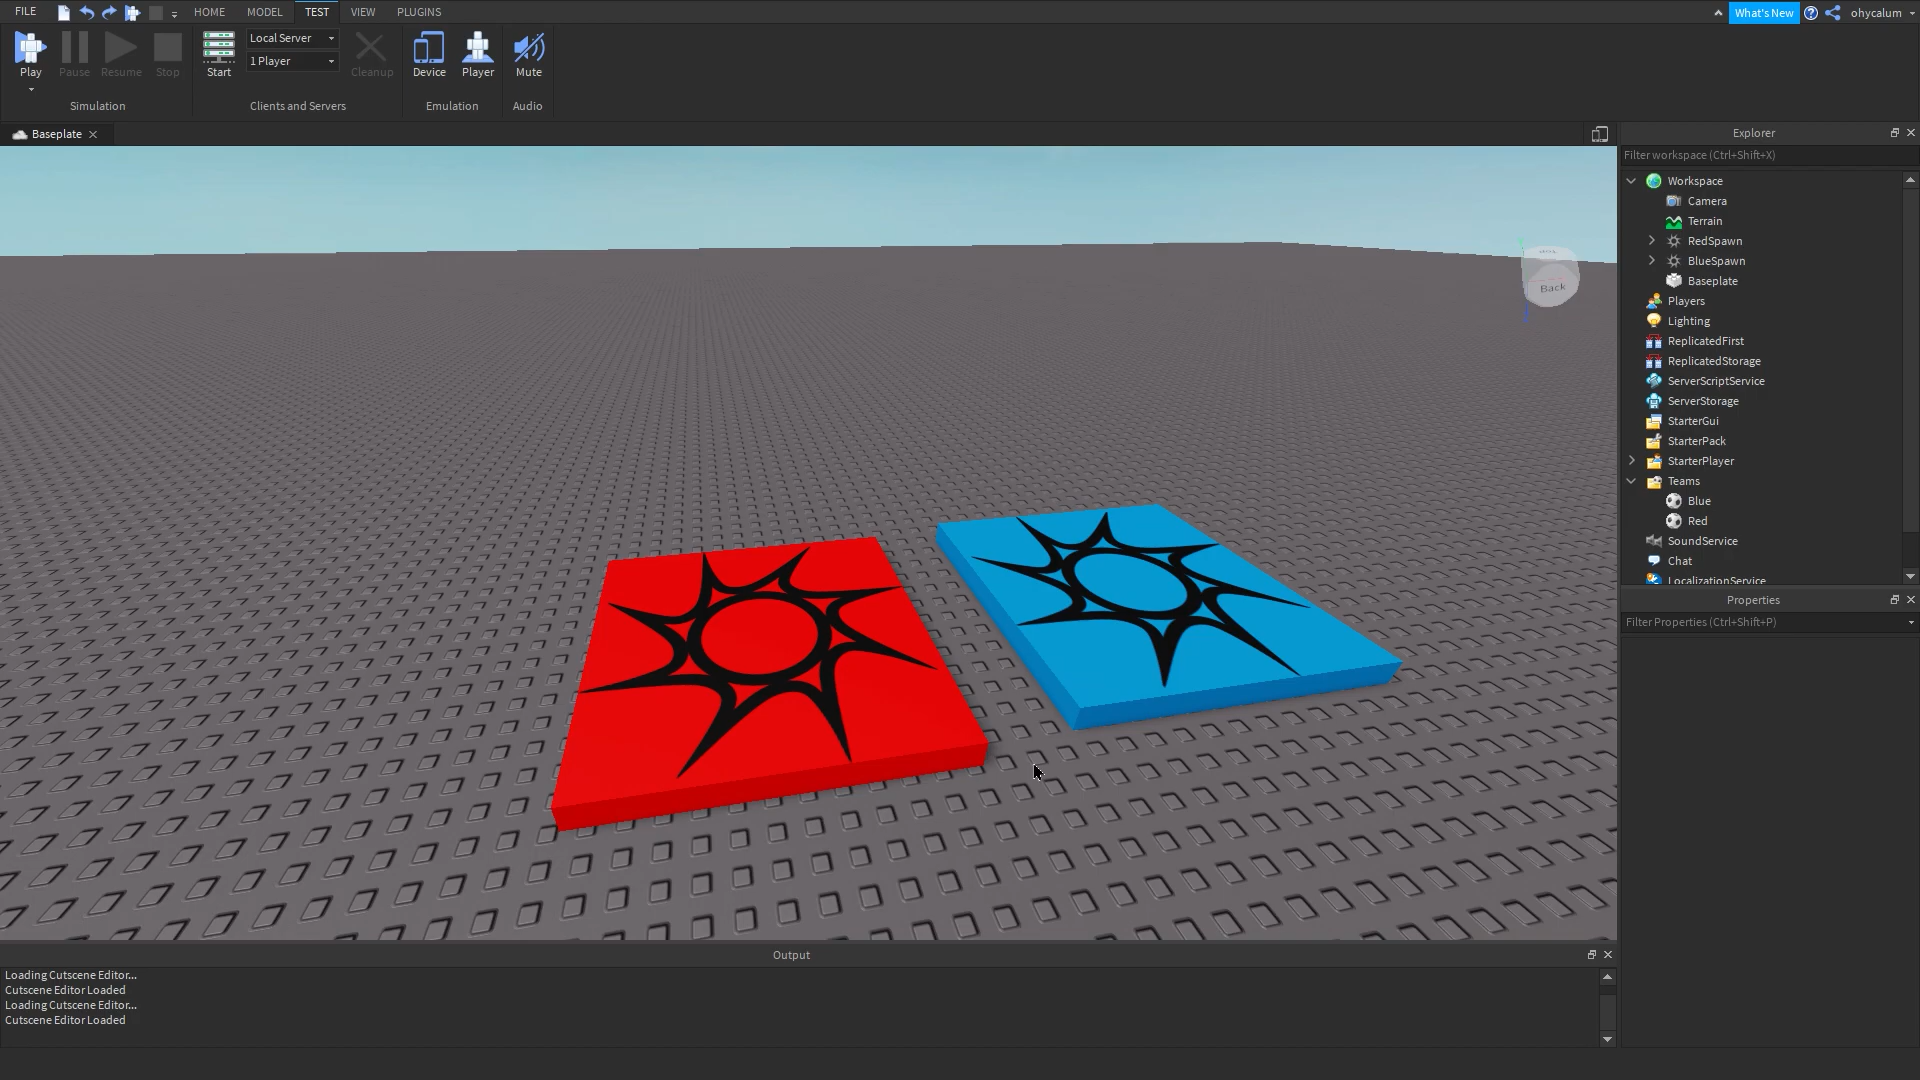 FILE
HOME
MODEL
TEST
VIEW
PLUGINS
What's New
ohycalum
Play
Pause
Resume
Stop
Simulation
Start
Local Server
1 Player
Cleanup
Clients and Servers
Device
Player
Emulation
Mute
Audio
Baseplate
Back
Explorer
Filter workspace (Ctrl+Shift+X)
Workspace
Camera
Terrain
RedSpawn
BlueSpawn
Baseplate
Players
Lighting
ReplicatedFirst
ReplicatedStorage
ServerScriptService
ServerStorage
StarterGui
StarterPack
StarterPlayer
Teams
Blue
Red
SoundService
Chat
LocalizationService
Properties
Filter Properties (Ctrl+Shift+P)
Output
Loading Cutscene Editor...
Cutscene Editor Loaded
Loading Cutscene Editor...
Cutscene Editor Loaded